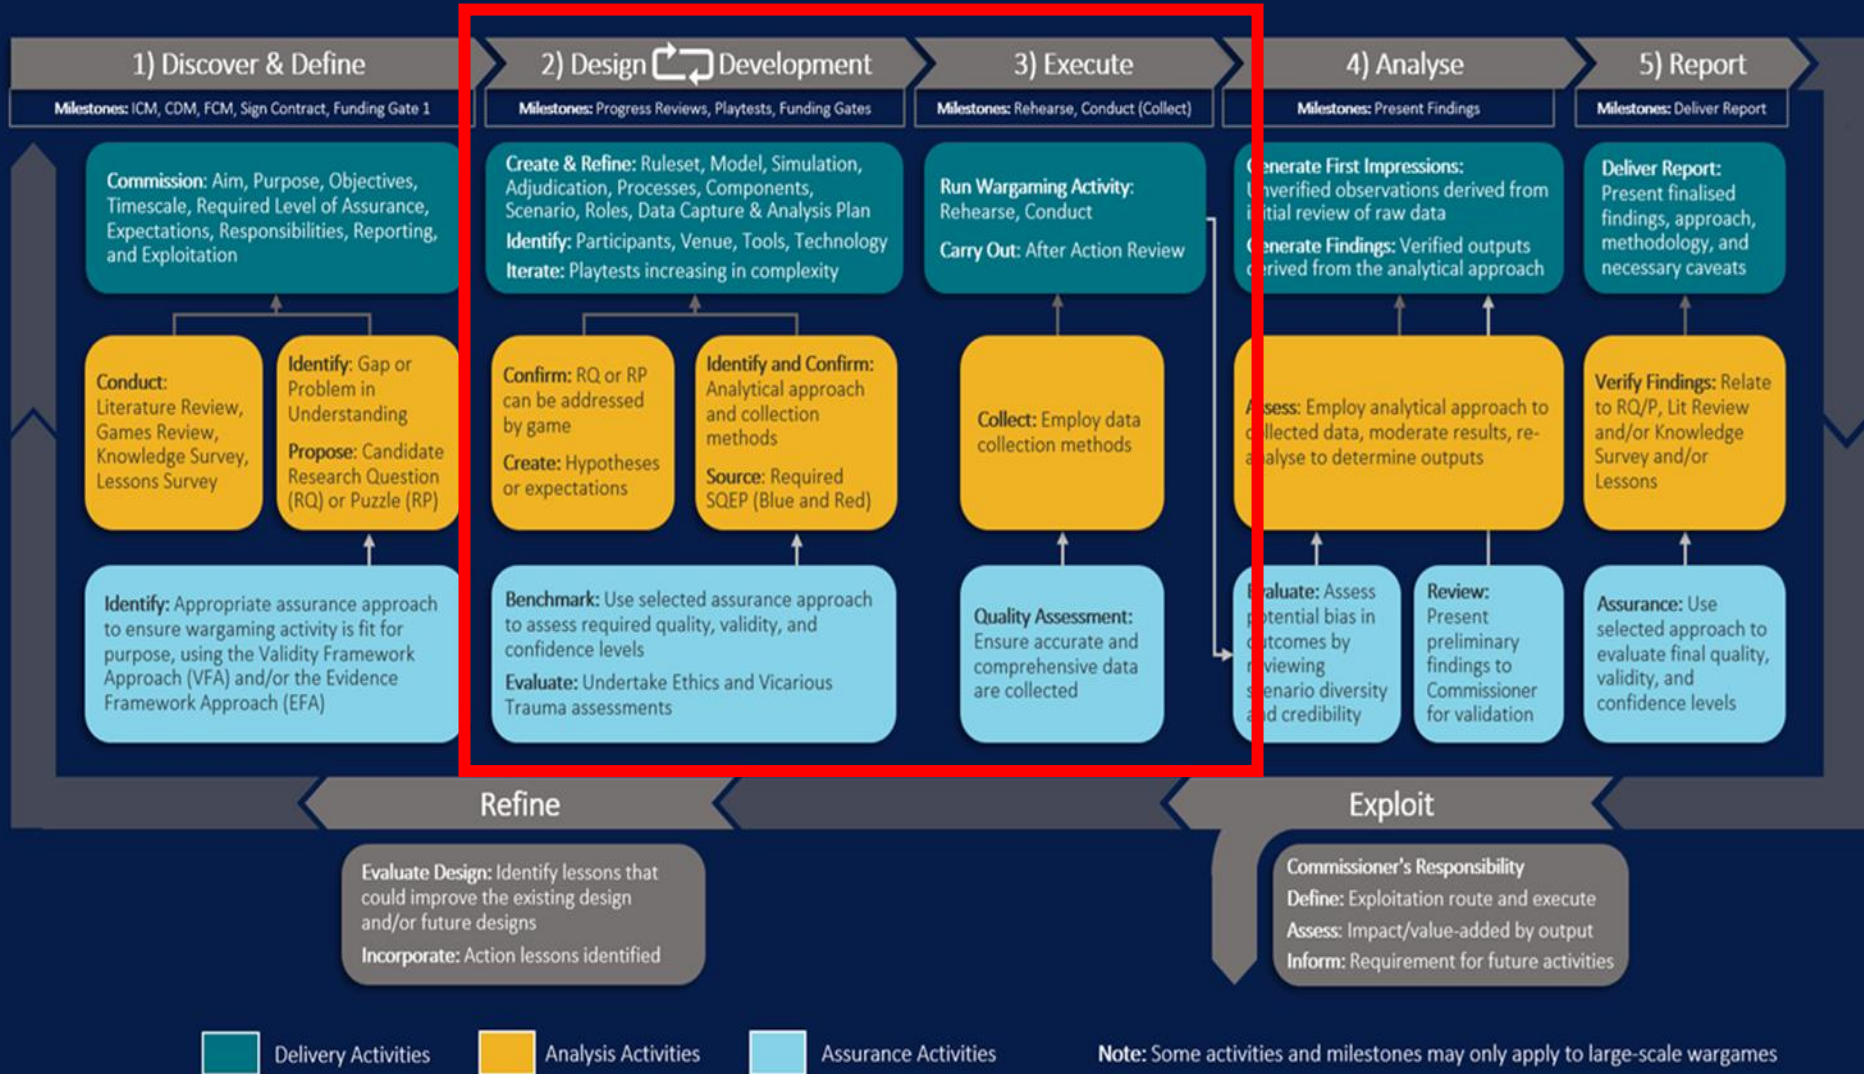 1) Discover & Define
Milestones: ICM, CDM, FCM, Sign Contract, Funding Gate 1
Commission: Aim, Purpose, Objectives,
Timescale, Required Level of Assurance,
Expectations, Responsibilities, Reporting,
and Exploitation
Conduct:
Literature Review,
Games Review,
Knowledge Survey,
Lessons Survey
Identify: Gap or
Problem in
Understanding
Propose: Candidate
Research Question
(RQ) or Puzzle (RP)
Identify: Appropriate assurance approach
to ensure wargaming activity is fit for
purpose, using the Validity Framework
Approach (VFA) and/or the Evidence
Framework Approach (EFA)
2) Design Development
Milestones: Progress Reviews, Playtests, Funding Gates
Create & Refine: Ruleset, Model, Simulation,
Adjudication, Processes, Components,
Scenario, Roles, Data Capture & Analysis Plan
Identify: Participants, Venue, Tools, Technology
Iterate: Playtests increasing in complexity
Confirm: RQ or RP
can be addressed
by game
Create: Hypotheses
or expectations
Identify and Confirm:
Analytical approach
and collection
methods
Source: Required
SQEP (Blue and Red)
Benchmark: Use selected assurance approach
to assess required quality, validity, and
confidence levels
Evaluate: Undertake Ethics and Vicarious
Trauma assessments
3) Execute
Milestones: Rehearse, Conduct (Collect)
Run Wargaming Activity:
Rehearse, Conduct
Carry Out: After Action Review
Collect: Employ data
collection methods
Quality Assessment:
Ensure accurate and
comprehensive data
are collected
4) Analyse
Milestones: Present Findings
Generate First Impressions:
Unverified observations derived from
initial review of raw data
Generate Findings: Verified outputs
derived from the analytical approach
Assess: Employ analytical approach to
collected data, moderate results, re-
analyse to determine outputs
Evaluate: Assess
potential bias in
outcomes by
reviewing
scenario diversity
and credibility
Review:
Present
preliminary
findings to
Commissioner
for validation
5) Report
Milestones: Deliver Report
Deliver Report:
Present finalised
findings, approach,
methodology, and
necessary caveats
Verify Findings: Relate
to RQ/P, Lit Review
and/or Knowledge
Survey and/or
Lessons
Assurance: Use
selected approach to
evaluate final quality,
validity, and
confidence levels
Refine
Evaluate Design: Identify lessons that
could improve the existing design
and/or future designs
Incorporate: Action lessons identified
Exploit
Commissioner's Responsibility
Define: Exploitation route and execute
Assess: Impact/value-added by output
Inform: Requirement for future activities
Delivery Activities
Analysis Activities
Assurance Activities
Note: Some activities and milestones may only apply to large-scale wargames